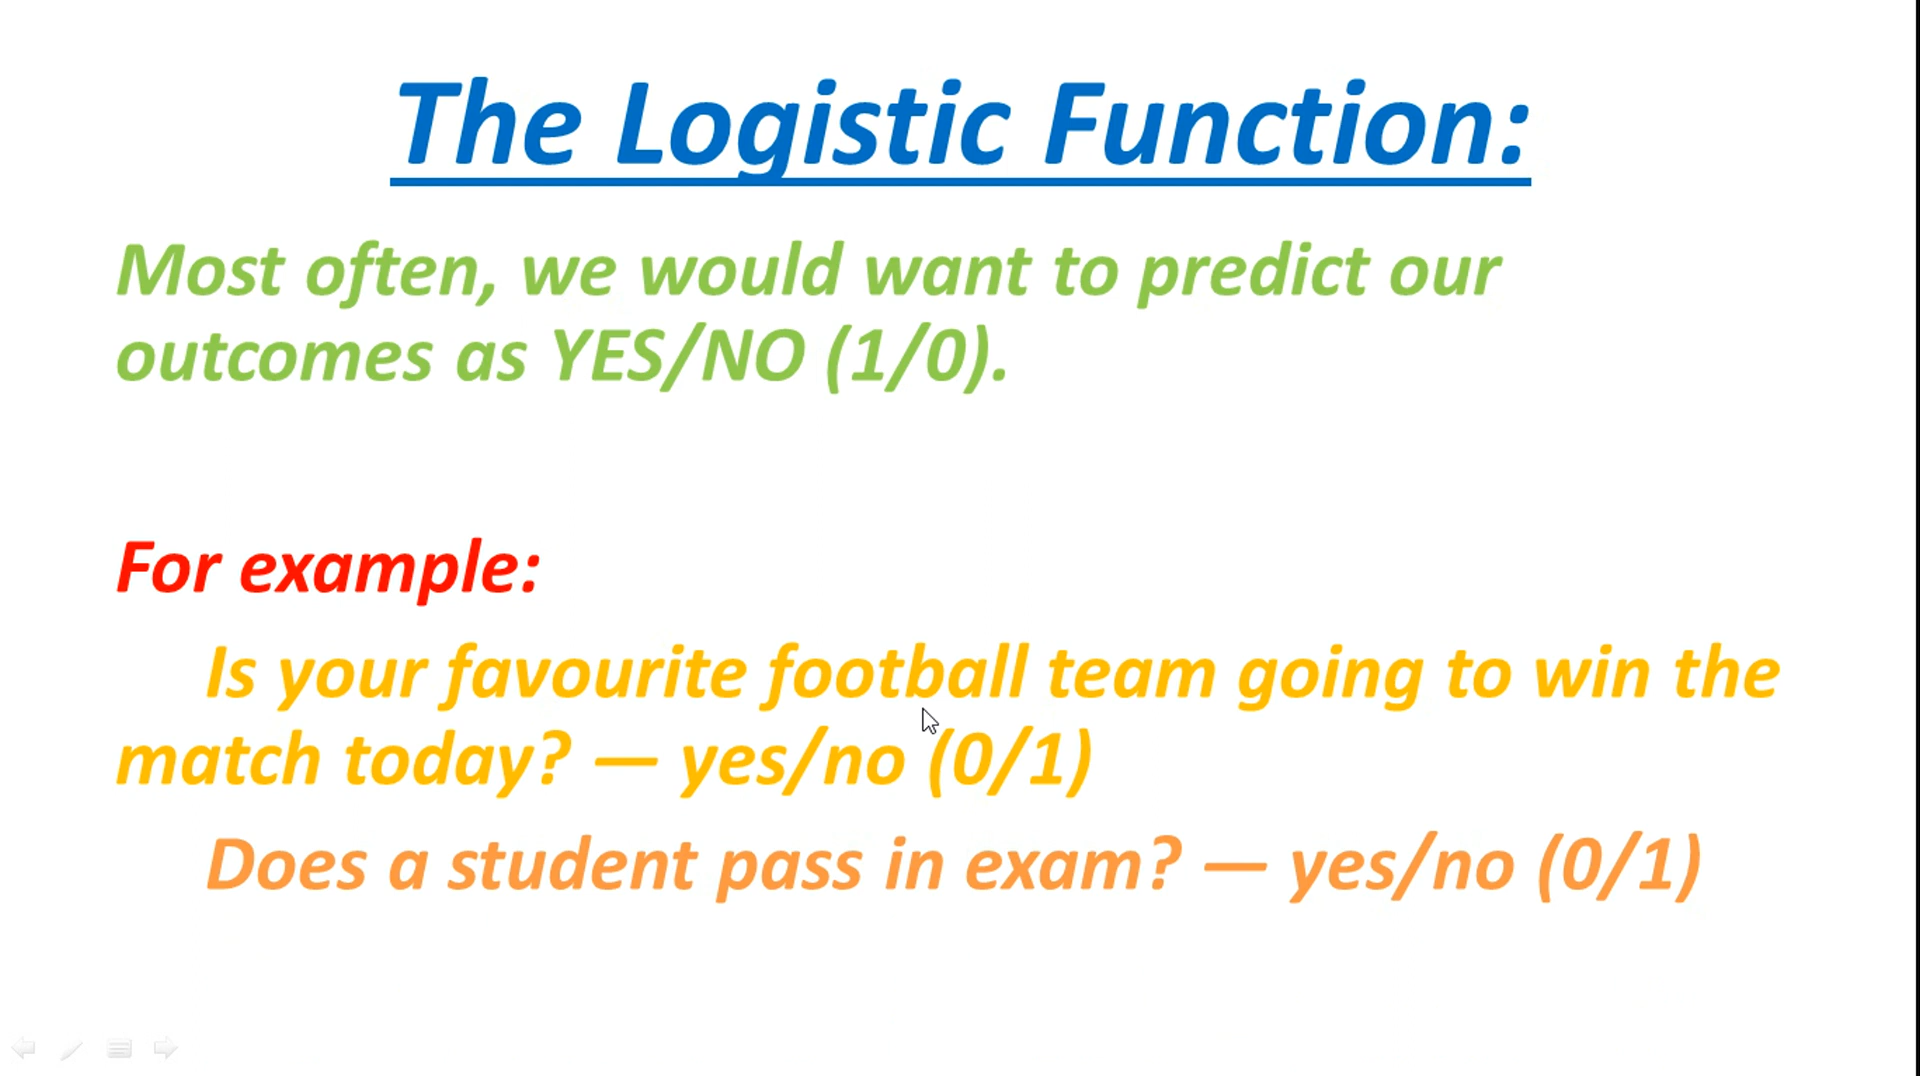 The Logistic Function:
Most often, we would want to predict our
outcomes as YES/NO (1/0).
For example:
Is your favourite football team going to win the
match today? — yes/no (0/1)
Does a student pass in exam? — yes/no (0/1)